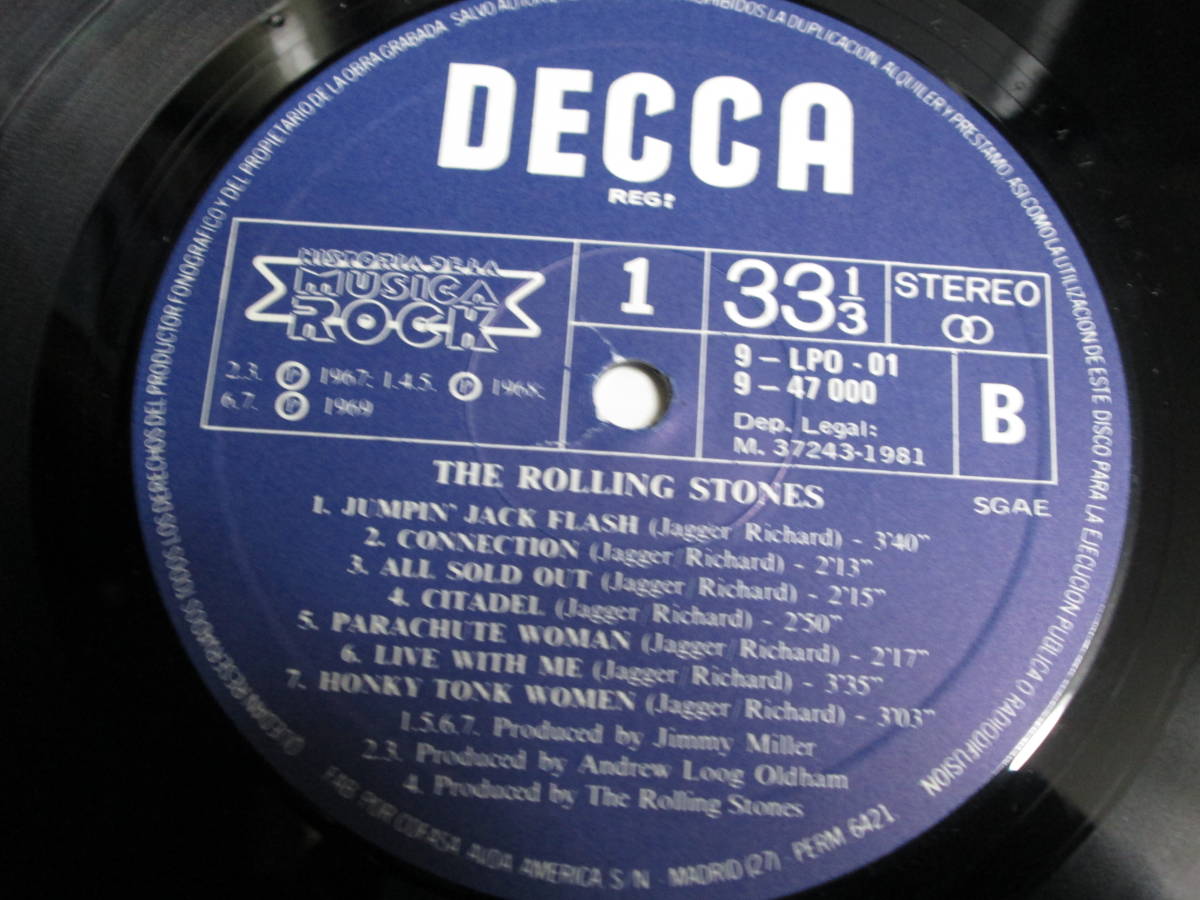 DECCA
REG:
HISTORIA DE LA
MUSICA
ROCK
2.3. Ⓟ 1967: 1.4.5. Ⓟ 1968:
6.7. Ⓟ 1969
1
33 1/3
STEREO
9 – LPO - 01
9 – 47 000
Dep. Legal:
M. 37243-1981
B
SGAE
THE ROLLING STONES
1. JUMPIN' JACK FLASH (Jagger/Richard) - 3'40"
2. CONNECTION (Jagger/Richard) - 2'13"
3. ALL SOLD OUT (Jagger/Richard) - 2'15"
4. CITADEL (Jagger/Richard) - 2'50"
5. PARACHUTE WOMAN (Jagger/Richard) - 2'17"
6. LIVE WITH ME (Jagger/Richard) - 3'35"
7. HONKY TONK WOMEN (Jagger/Richard) - 3'03"
1.5.6.7. Produced by Jimmy Miller
2.3. Produced by Andrew Loog Oldham
4. Produced by The Rolling Stones
QUEDAN RESERVADOS TODOS LOS DERECHOS DEL PRODUCTOR FONOGRAFICO Y DEL PROPIETARIO DE LA OBRA GRABADA SALVO LA DUPLICACION, ALQUILER Y PRESTAMO, ASI COMO LA UTILIZACION DE ESTE DISCO PARA LA EJECUCION PUBLICA O RADIODIFUSION
FAB. POR COFASA ALDA AMERICA S/N - MADRID (27) - PERM 6421